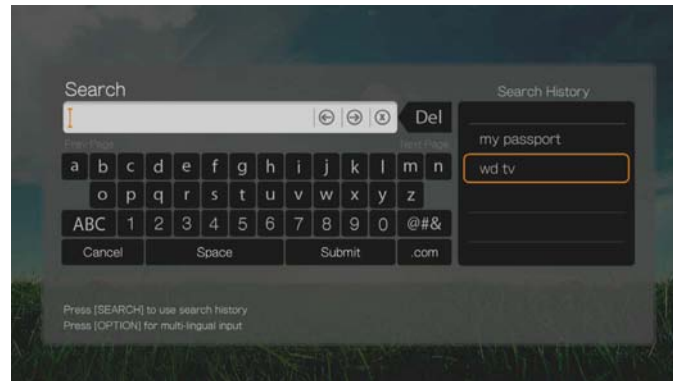 Search
Search History
Del
Prev Page
Next Page
my passport
a b c d e f g h i j k l m n
wd tv
o p q r s t u v w x y z
ABC 1 2 3 4 5 6 7 8 9 0 @#&
Cancel Space Submit .com
Press [SEARCH] to use search history
Press [OPTION] for multi-lingual input